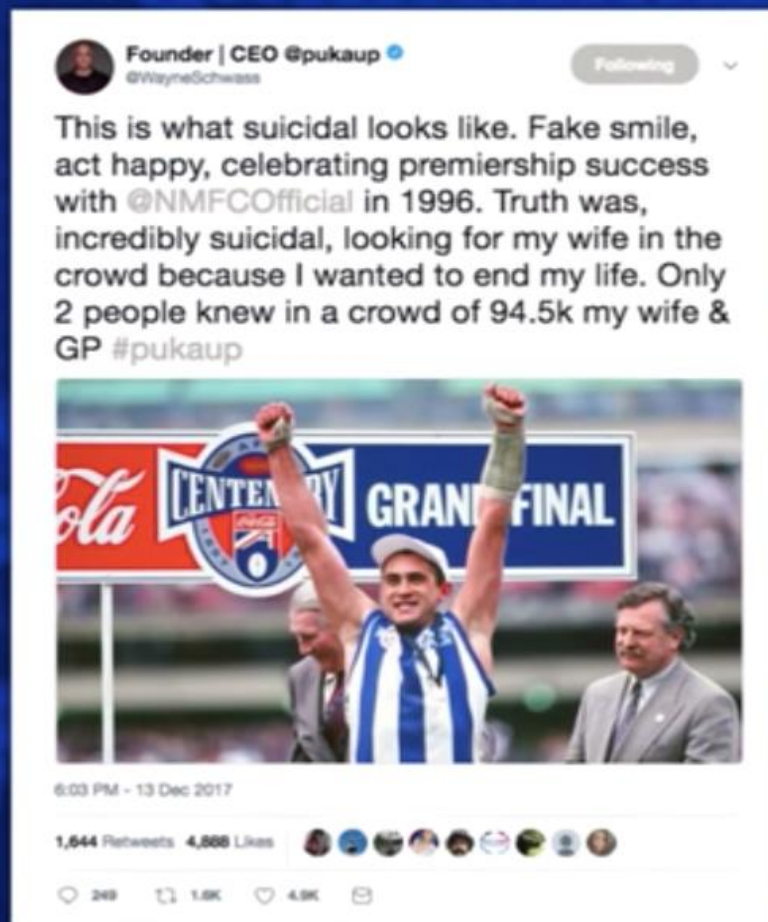 Founder | CEO @pukaup
@WayneSchwass
Following
This is what suicidal looks like. Fake smile,
act happy, celebrating premiership success
with @NMFCOfficial in 1996. Truth was,
incredibly suicidal, looking for my wife in the
crowd because I wanted to end my life. Only
2 people knew in a crowd of 94.5k my wife &
GP #pukaup
ola
CENTEN RY
GRAN FINAL
6:03 PM - 13 Dec 2017
1,644 Retweets 4,888 Likes
249 1.6K 4.9K